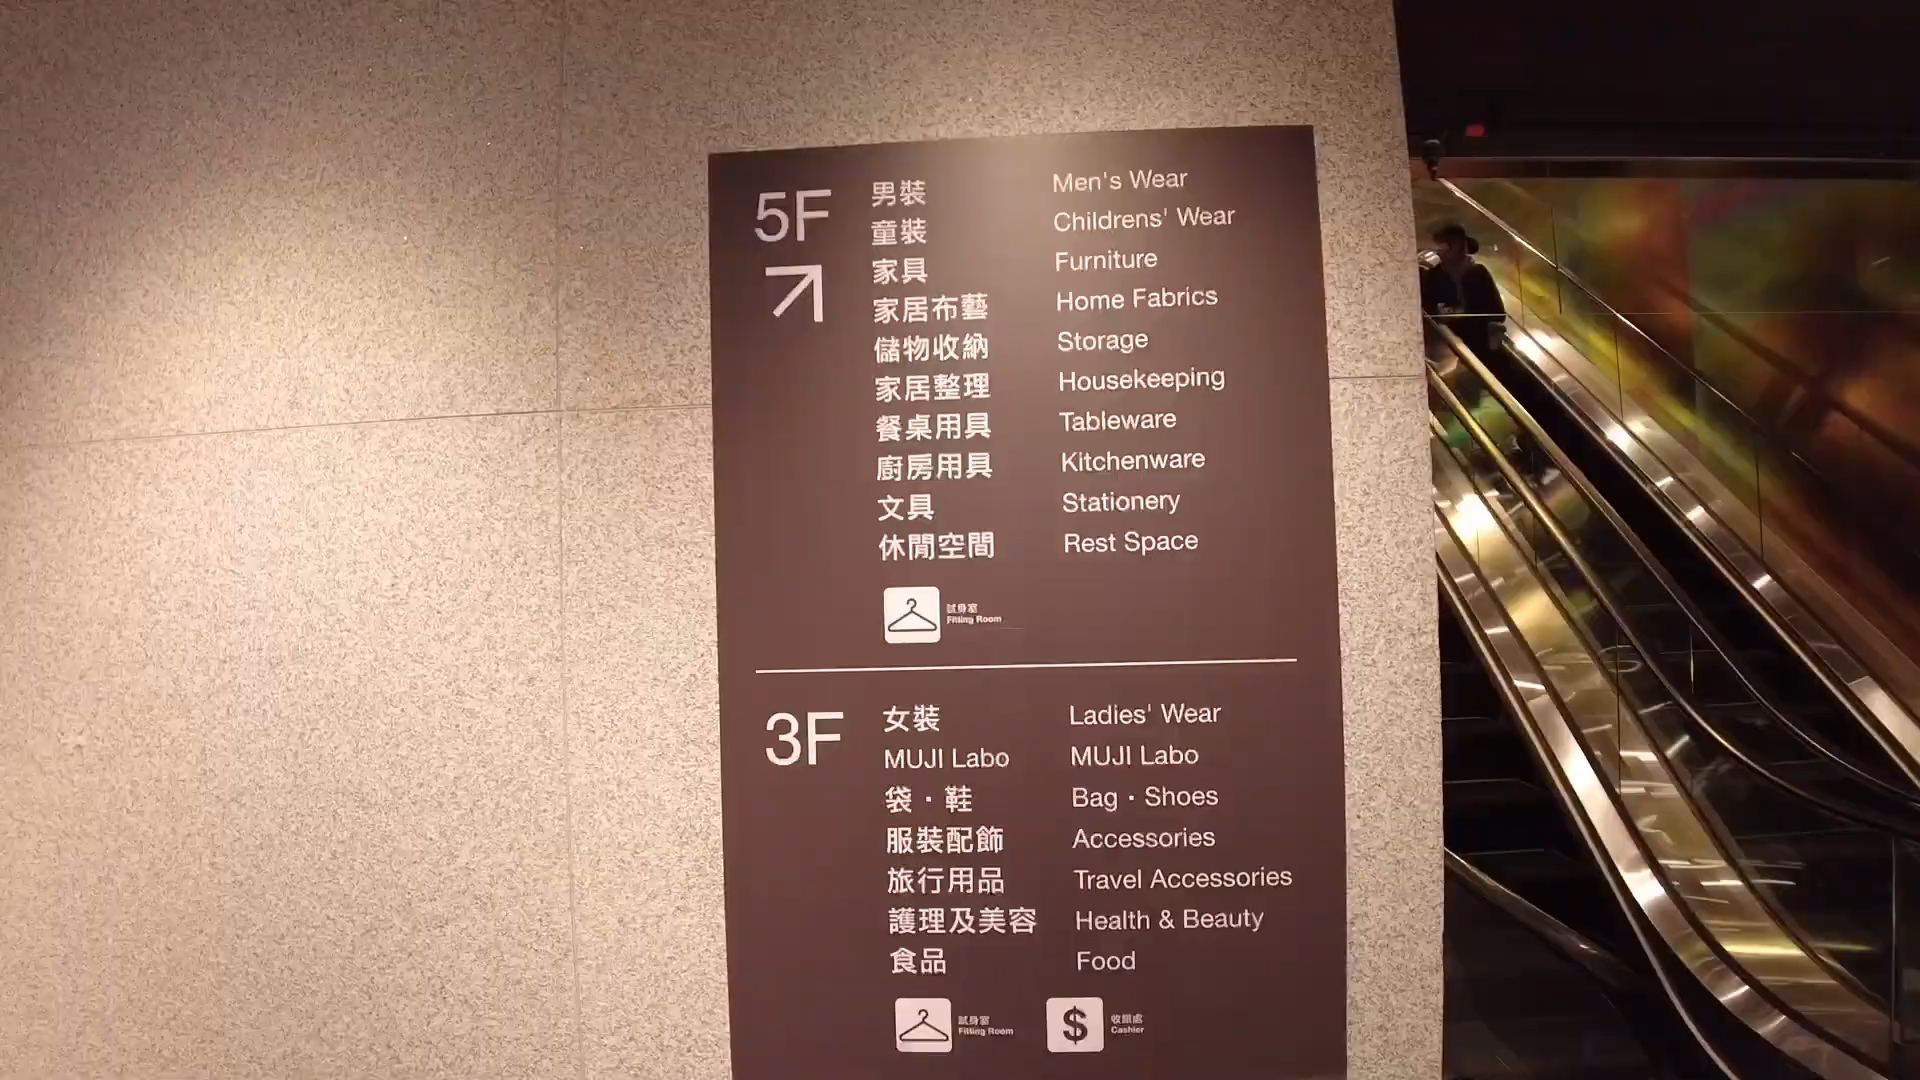 5F
男裝 Men's Wear
童裝 Childrens' Wear
家具 Furniture
家居布藝 Home Fabrics
儲物收納 Storage
家居整理 Housekeeping
餐桌用具 Tableware
廚房用具 Kitchenware
文具 Stationery
休閒空間 Rest Space
試身室
Fitting Room
3F
女裝 Ladies' Wear
MUJI Labo MUJI Labo
袋・鞋 Bag・Shoes
服裝配飾 Accessories
旅行用品 Travel Accessories
護理及美容 Health & Beauty
食品 Food
試身室
Fitting Room
$
收銀處
Cashier